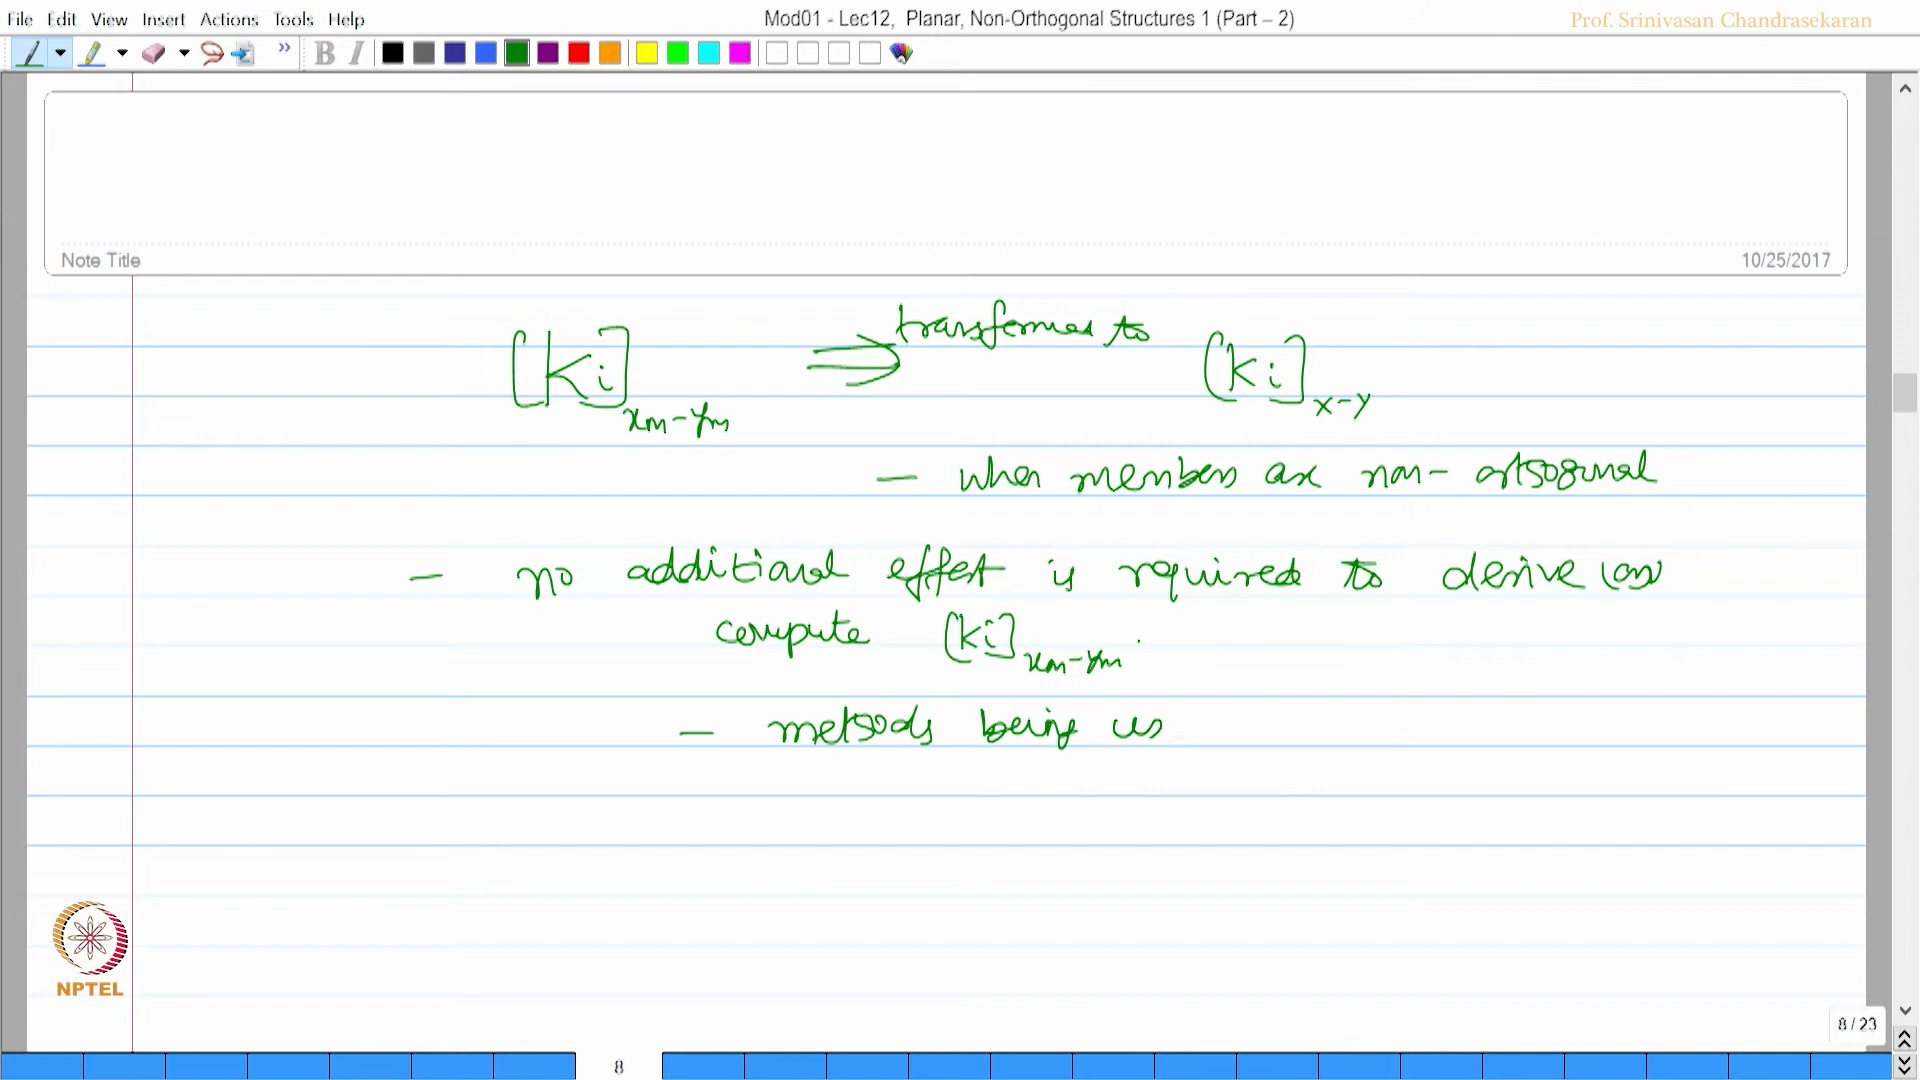 File Edit View Insert Actions Tools Help
Mod01 - Lec12, Planar, Non-Orthogonal Structures 1 (Part – 2)
Prof. Srinivasan Chandrasekaran
B I
Note Title
10/25/2017
[Ki]xm-ym ⇒ transformed to [Ki]x-y
- when members are non-orthogonal
- no additional effort is required to derive (or)
compute [Ki]xm-ym.
- methods being us
NPTEL
8/23
8